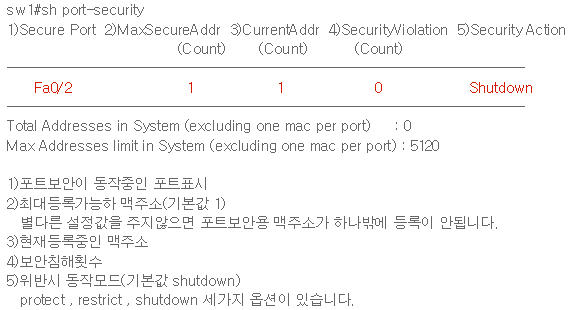 sw1#sh port-security
1)Secure Port 2)MaxSecureAddr 3)CurrentAddr 4)SecurityViolation 5)Security Action
(Count) (Count) (Count)
Fa0/2 1 1 0 Shutdown
Total Addresses in System (excluding one mac per port) : 0
Max Addresses limit in System (excluding one mac per port) : 5120
1)포트보안이 동작중인 포트표시
2)최대등록가능하 맥주소(기본값 1)
별다른 설정값을 주지않으면 포트보안용 맥주소가 하나밖에 등록이 안됩니다.
3)현재등록중인 맥주소
4)보안침해횟수
5)위반시 동작모드(기본값 shutdown)
protect , restrict , shutdown 세가지 옵션이 있습니다.